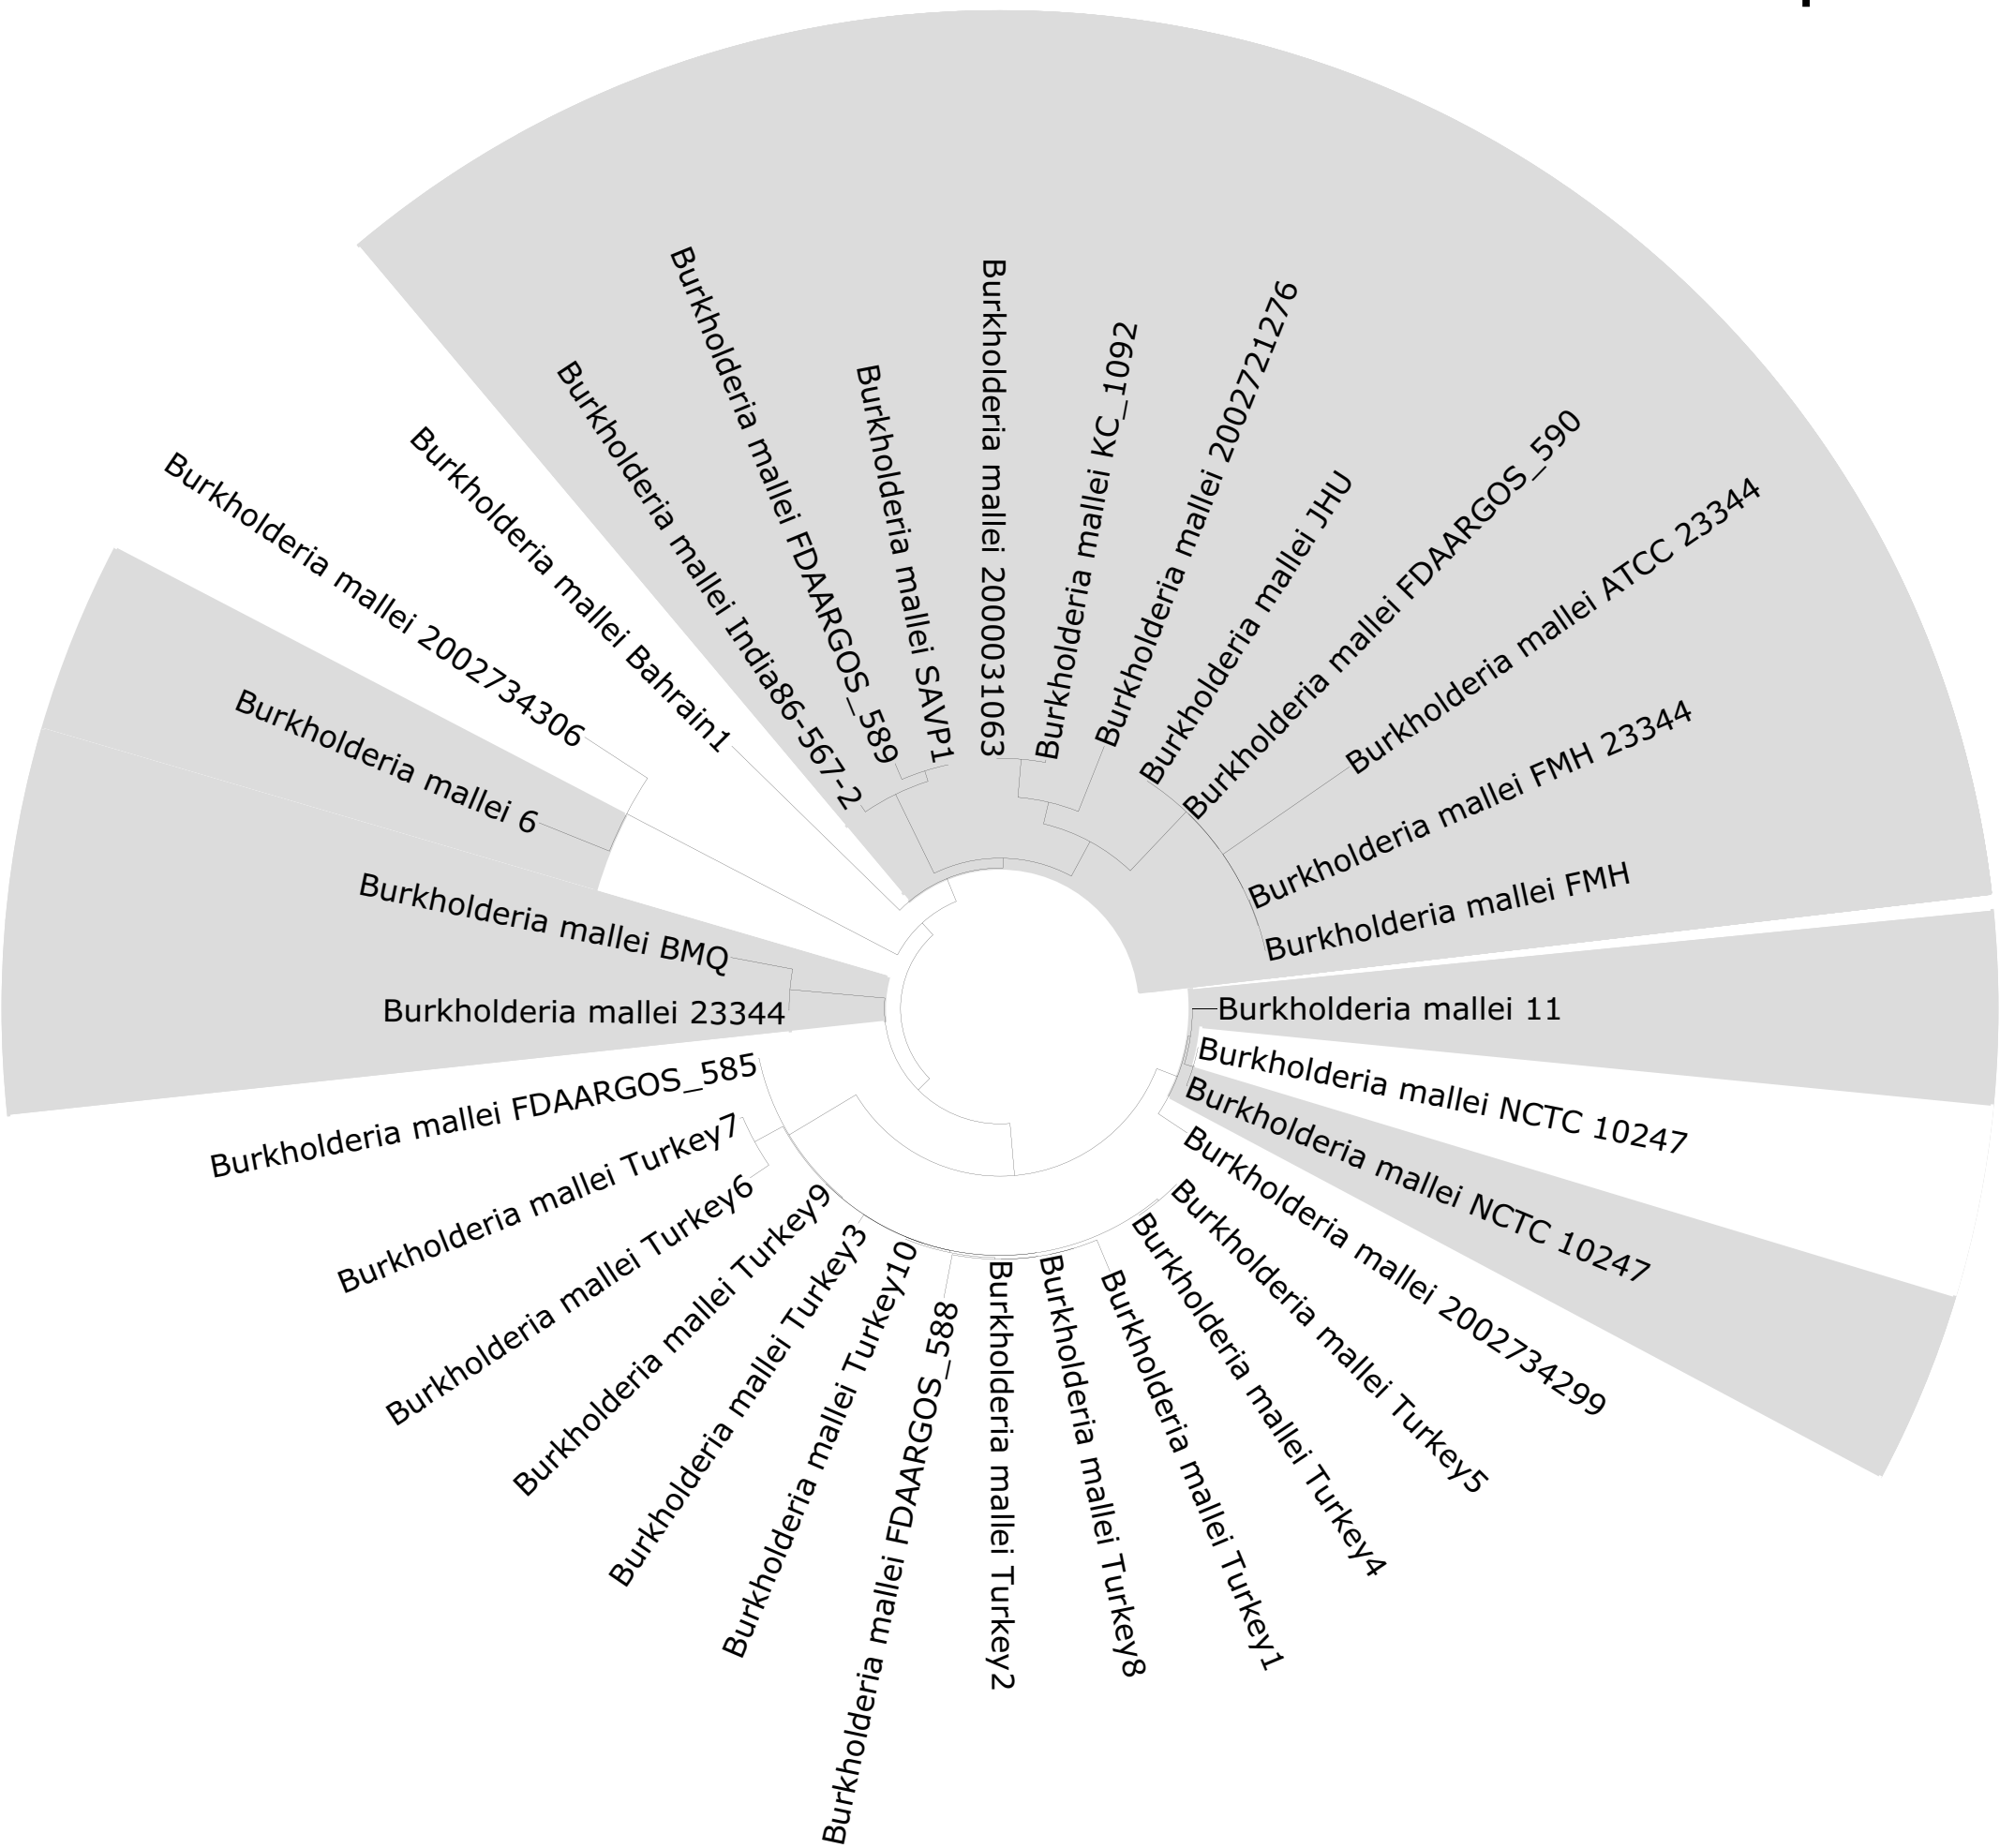 Burkholderia mallei 2000031063
Burkholderia mallei KC_1092
Burkholderia mallei 2002721276
Burkholderia mallei JHU
Burkholderia mallei FDAARGOS_590
Burkholderia mallei ATCC 23344
Burkholderia mallei FMH 23344
Burkholderia mallei FMH
Burkholderia mallei 11
Burkholderia mallei NCTC 10247
Burkholderia mallei NCTC 10247
Burkholderia mallei 2002734299
Burkholderia mallei Turkey5
Burkholderia mallei Turkey4
Burkholderia mallei Turkey1
Burkholderia mallei Turkey8
Burkholderia mallei Turkey2
Burkholderia mallei FDAARGOS_588
Burkholderia mallei Turkey10
Burkholderia mallei Turkey3
Burkholderia mallei Turkey9
Burkholderia mallei Turkey6
Burkholderia mallei Turkey7
Burkholderia mallei FDAARGOS_585
Burkholderia mallei 23344
Burkholderia mallei BMQ
Burkholderia mallei 6
Burkholderia mallei 2002734306
Burkholderia mallei Bahrain1
Burkholderia mallei India86-567-2
Burkholderia mallei FDAARGOS_589
Burkholderia mallei SAVP1